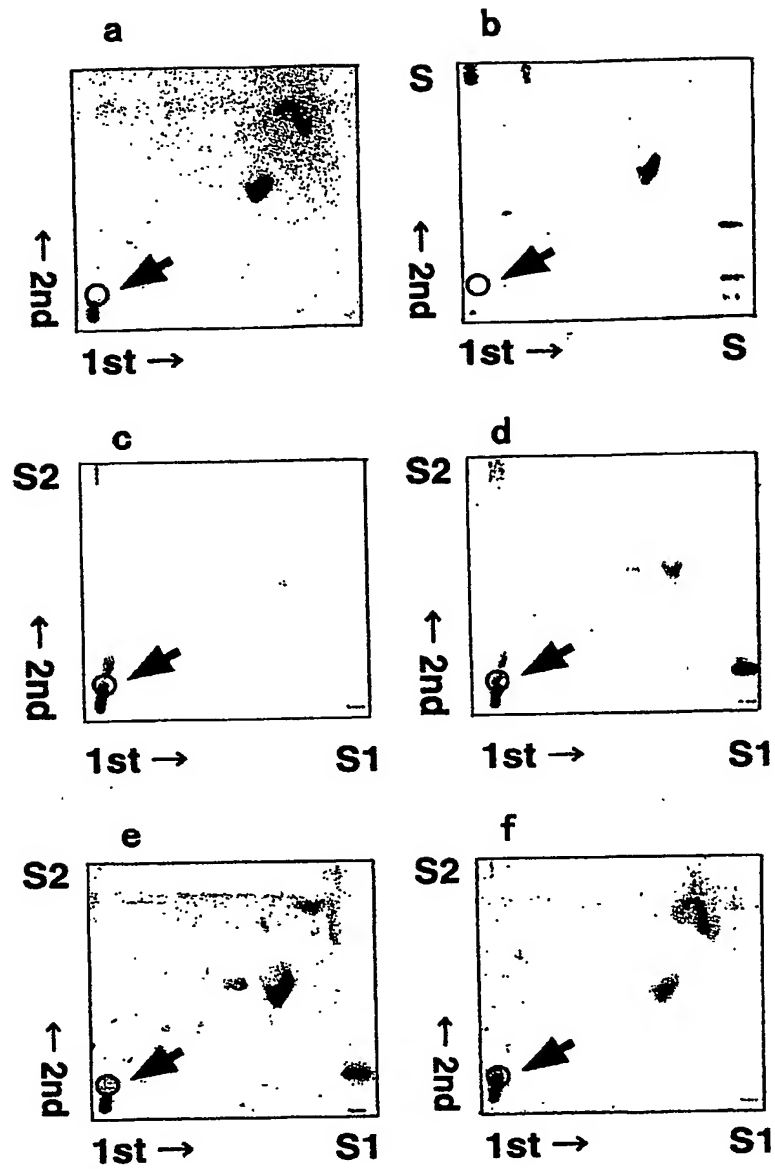 a
← 2nd
1st →
b
S
← 2nd
1st →
S
c
S2
← 2nd
1st →
S1
d
S2
← 2nd
1st →
S1
e
S2
← 2nd
1st →
S1
f
S2
← 2nd
1st →
S1